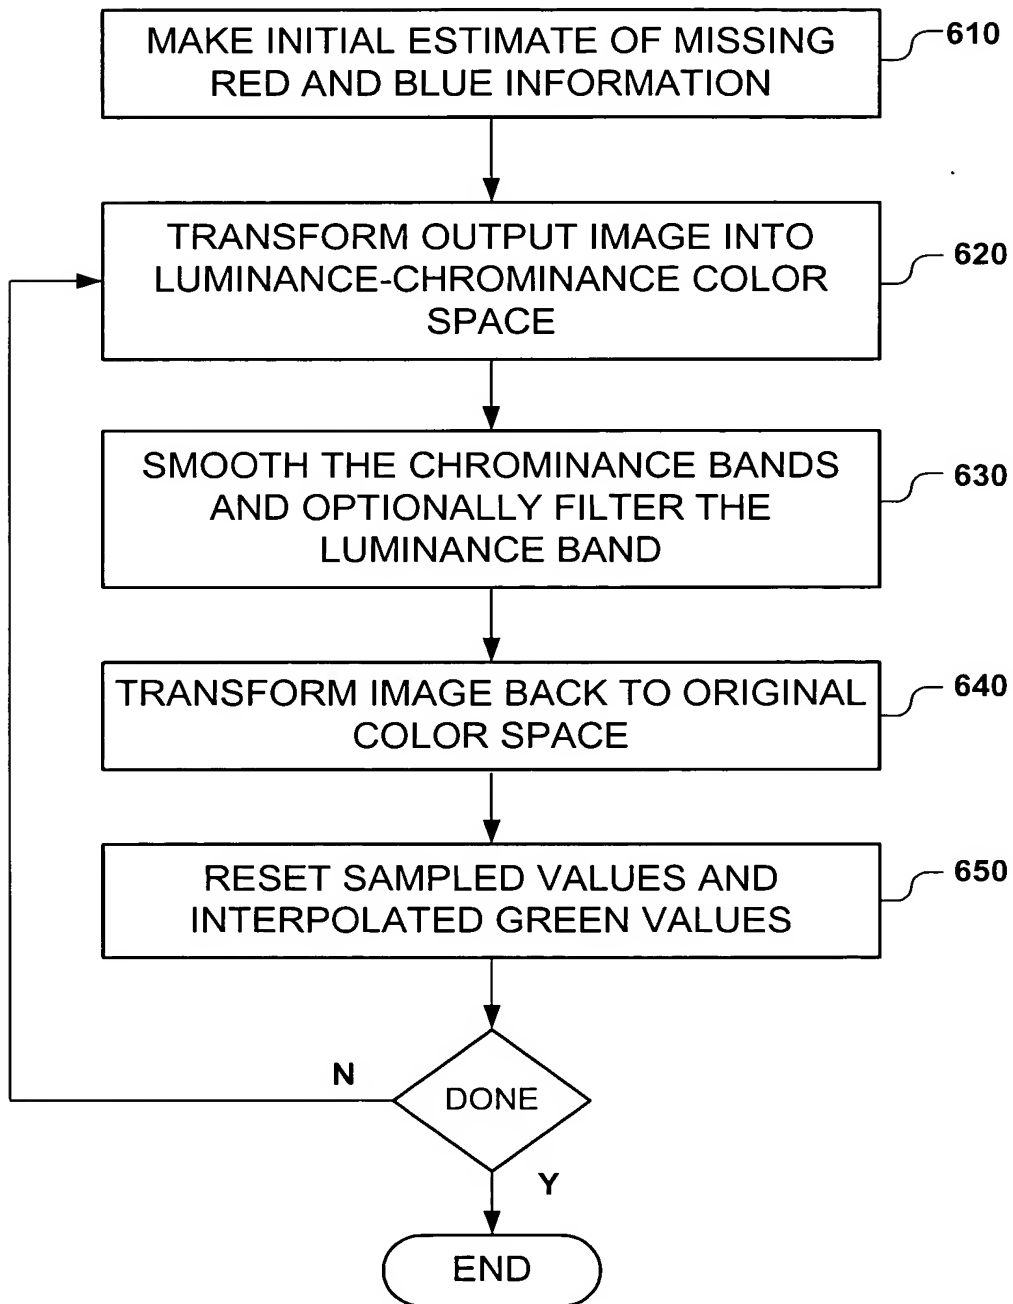 MAKE INITIAL ESTIMATE OF MISSING
RED AND BLUE INFORMATION
610
TRANSFORM OUTPUT IMAGE INTO
LUMINANCE-CHROMINANCE COLOR
SPACE
620
SMOOTH THE CHROMINANCE BANDS
AND OPTIONALLY FILTER THE
LUMINANCE BAND
630
TRANSFORM IMAGE BACK TO ORIGINAL
COLOR SPACE
640
RESET SAMPLED VALUES AND
INTERPOLATED GREEN VALUES
650
N
DONE
Y
END